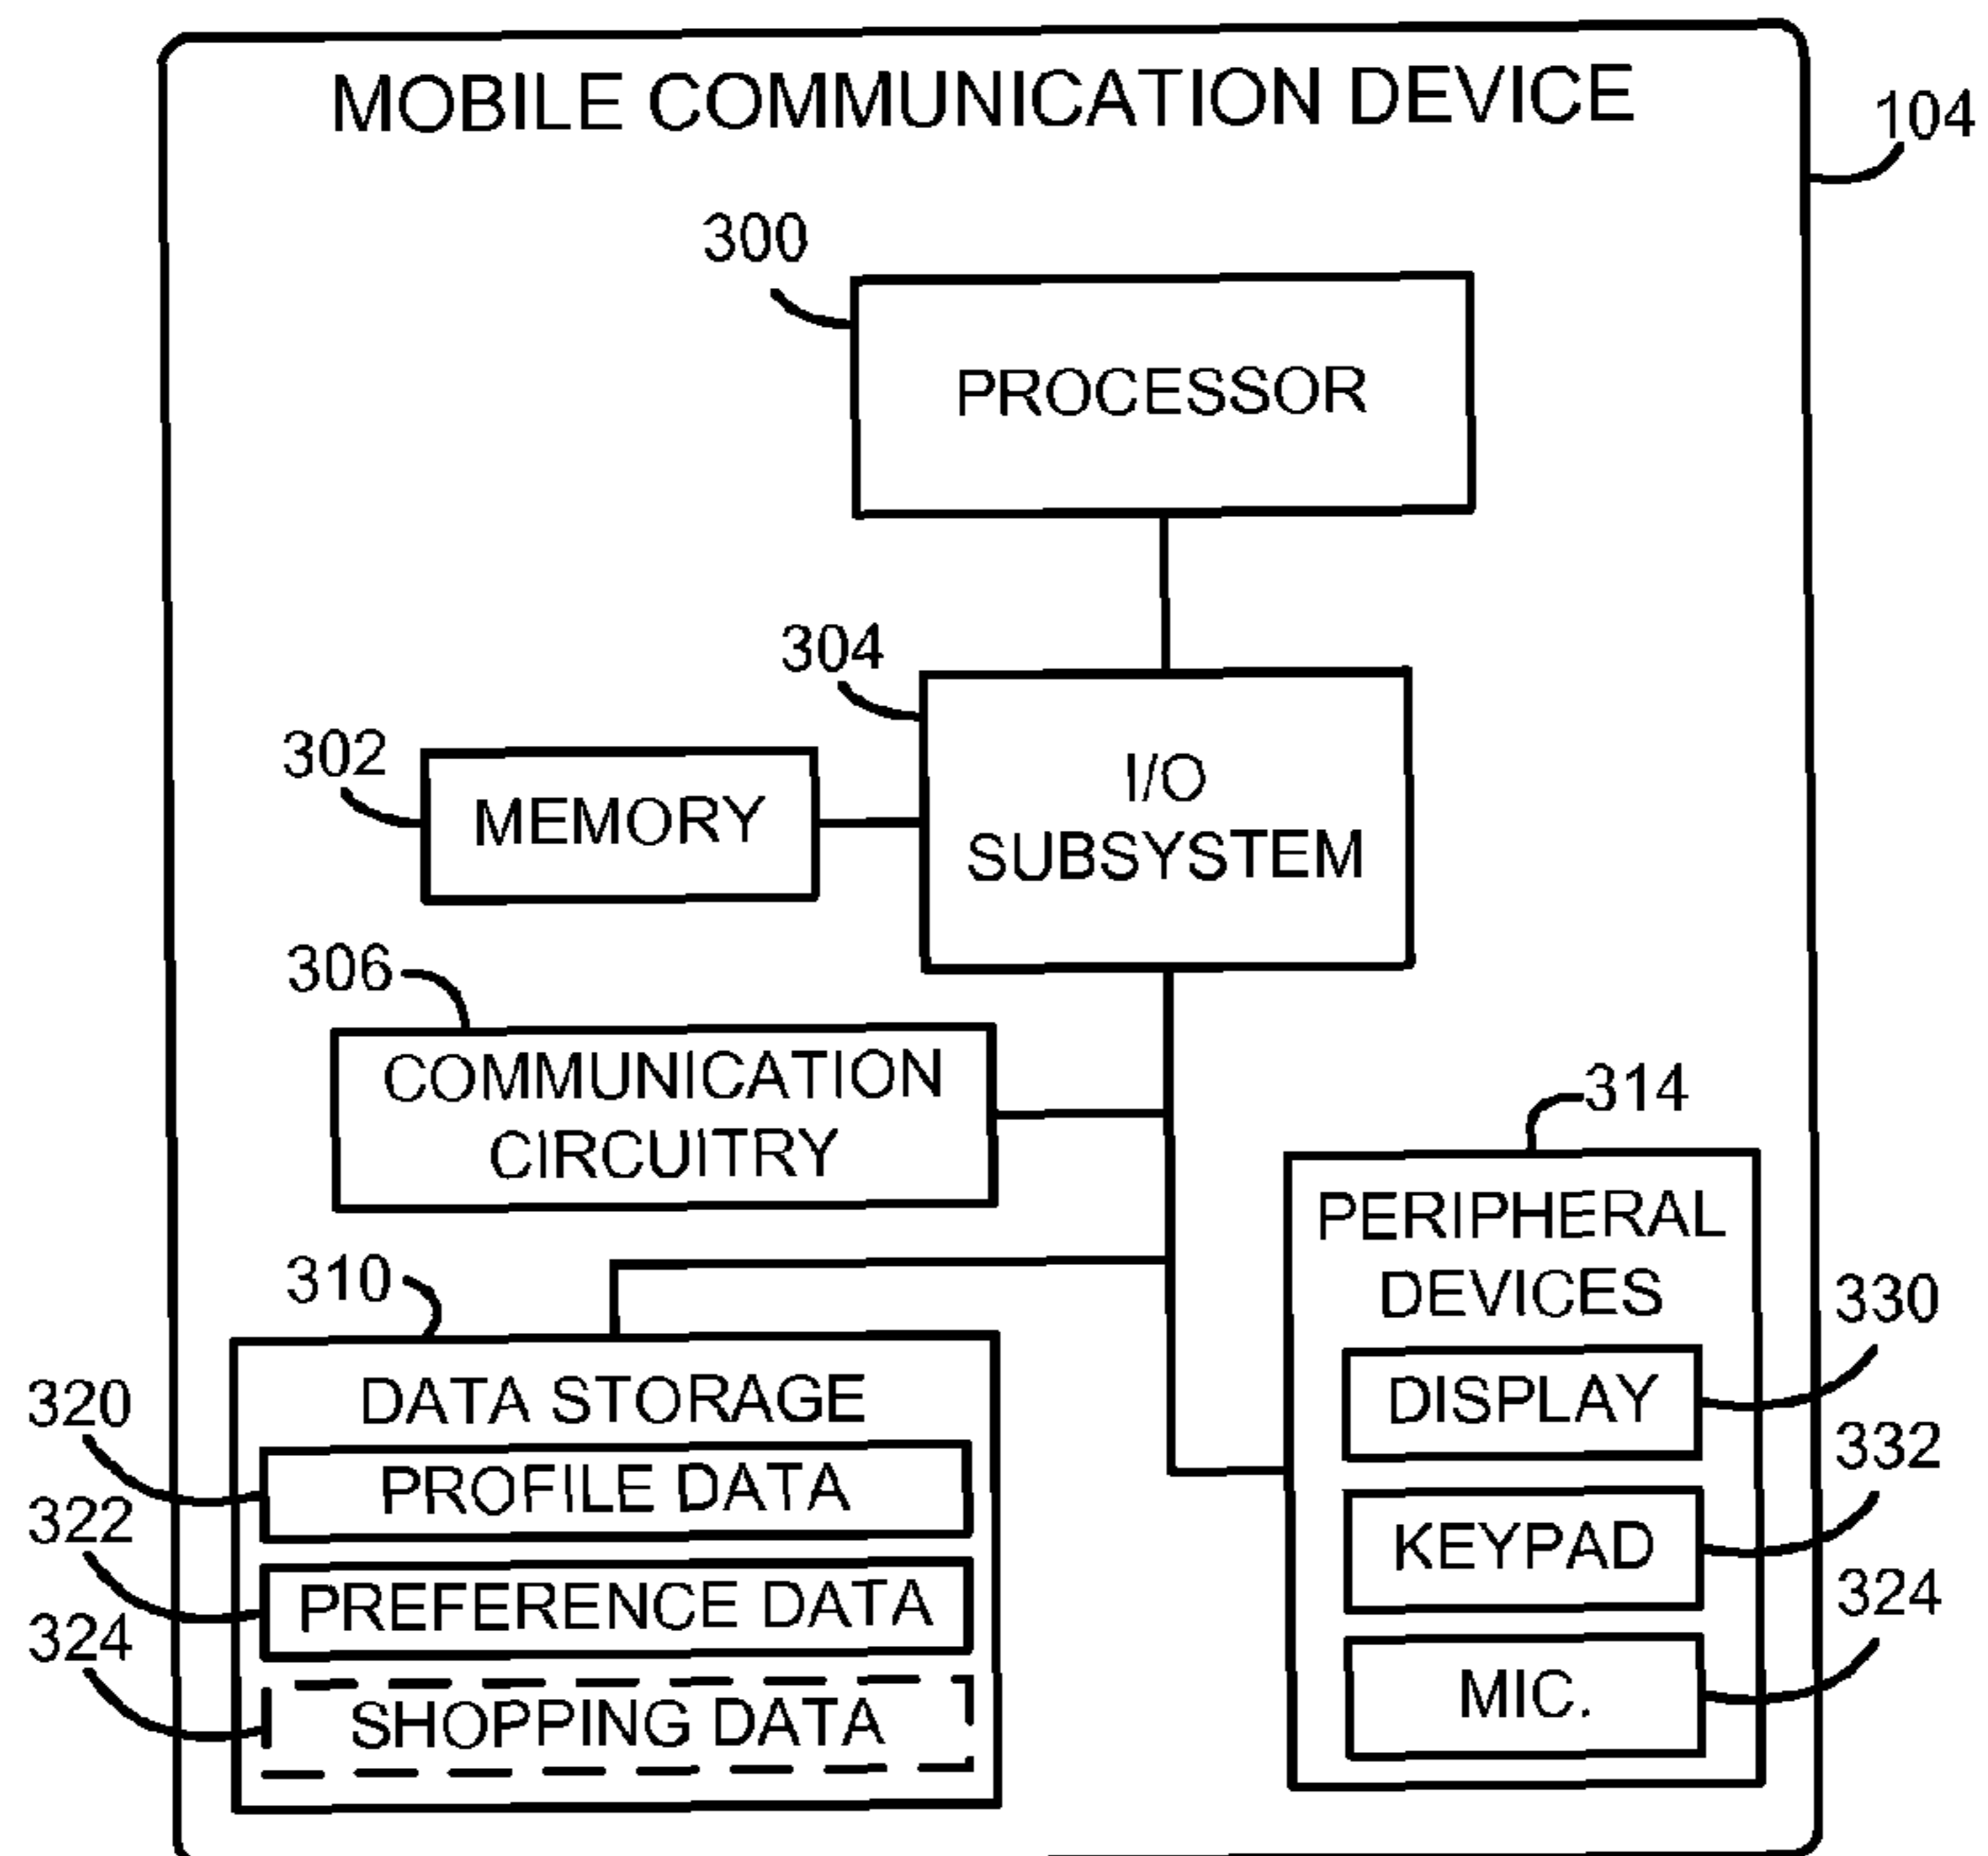 MOBILE COMMUNICATION DEVICE
104
300
PROCESSOR
304
I/O
SUBSYSTEM
302
MEMORY
306
COMMUNICATION
CIRCUITRY
314
PERIPHERAL
DEVICES
330
DISPLAY
332
KEYPAD
324
MIC.
310
DATA STORAGE
320
PROFILE DATA
322
PREFERENCE DATA
324
SHOPPING DATA